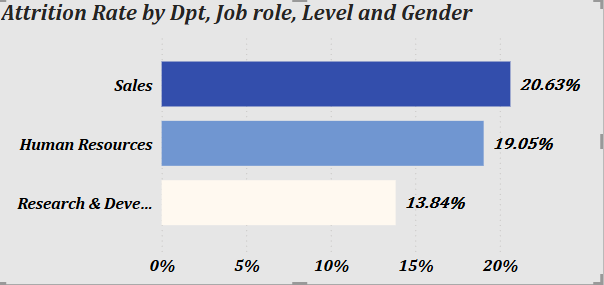 Attrition Rate by Dpt, Job role, Level and Gender
Sales 20.63%
Human Resources 19.05%
Research & Deve... 13.84%
0% 5% 10% 15% 20%